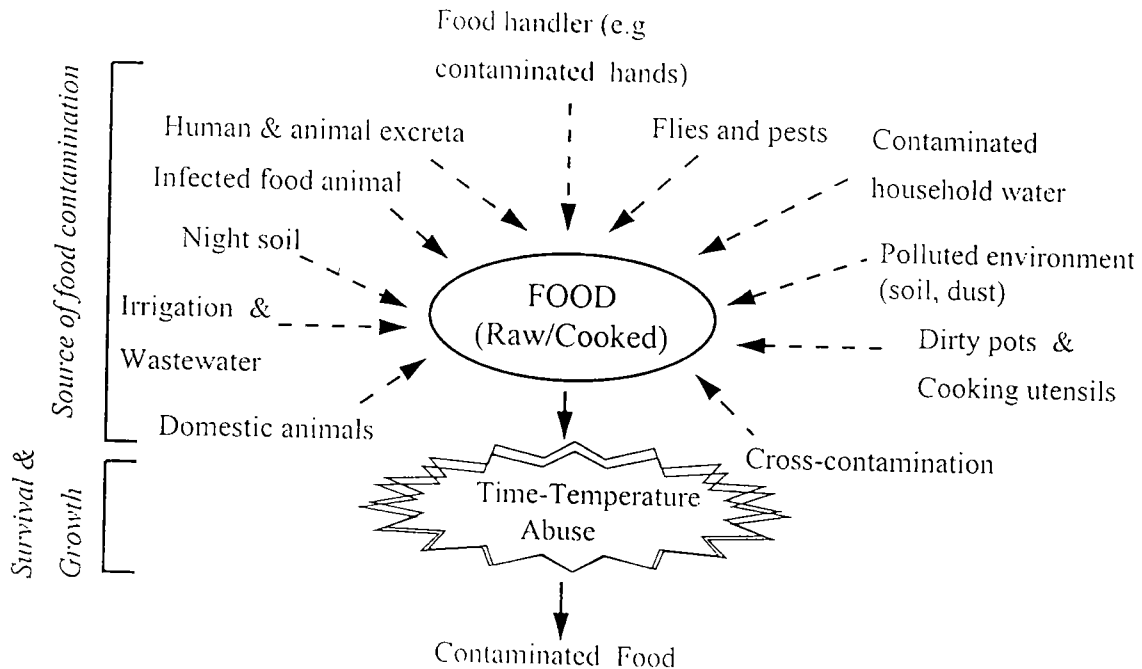 Food handler (e.g
contaminated hands)
Human & animal excreta
Flies and pests
Contaminated
household water
Infected food animal
Night soil
Polluted environment
(soil, dust)
Irrigation &
Wastewater
FOOD
(Raw/Cooked)
Dirty pots &
Cooking utensils
Domestic animals
Cross-contamination
Source of food contamination
Time-Temperature
Abuse
Survival &
Growth
Contaminated Food